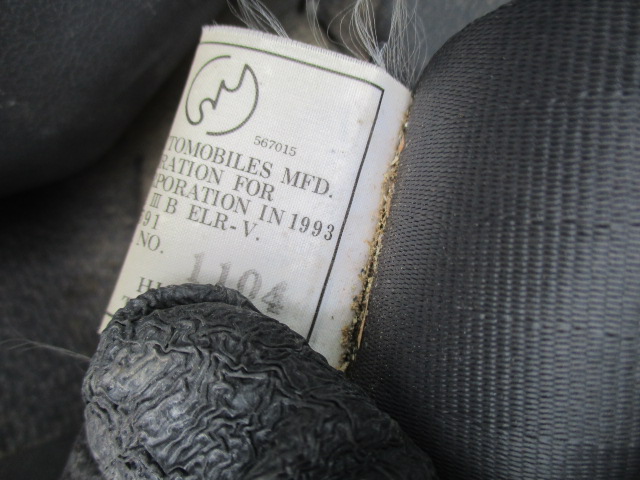 567015
TOMOBILES MFD.
RATION FOR
PORATION IN 1993
III B ELR-V.
91
NO.
1104